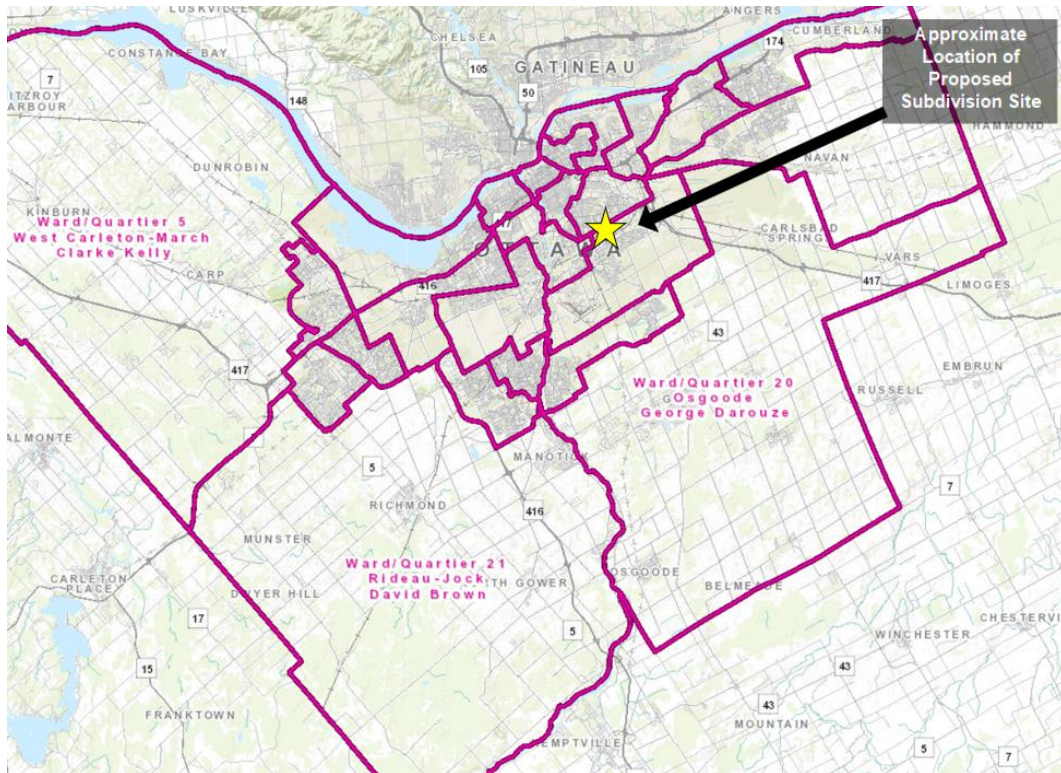 LUSKVILLE
ANGERS
CUMBERLAND
CHELSEA
174
CONSTANCE BAY
105
GATINEAU
50
148
7
Approximate
Location of
Proposed
Subdivision Site
HAMMOND
NAVAN
DUNROBIN
KINBURN
Ward/Quartier 5
West Carleton-March
Clarke Kelly
CARP
416
CARLSBAD
VARS
417
LIMOGES
43
417
EMBRUN
RUSSELL
Ward/Quartier 20
Osgoode
George Darouze
MANOTICK
5
RICHMOND
416
7
MUNSTER
Ward/Quartier 21
Rideau-Jock
David Brown
OSGOODE
BELMEADE
CARLETON
PLACE
17
5
WINCHESTER
15
43
43
FRANKTOWN
MOUNTAIN
5
7